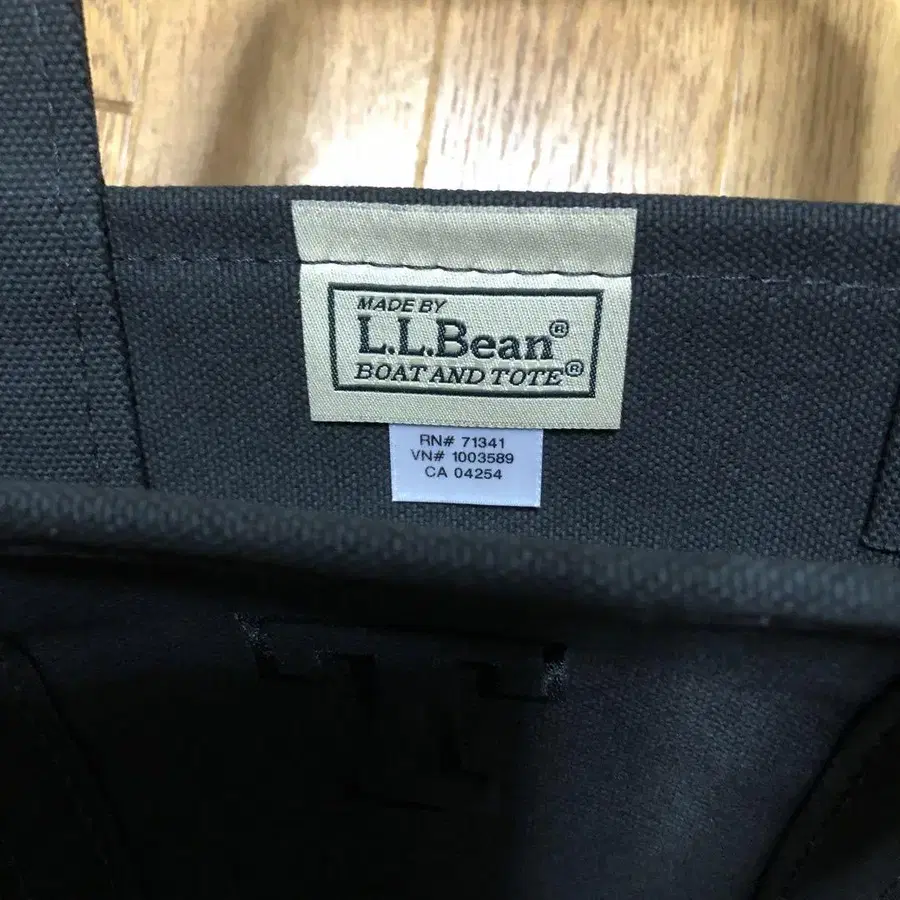 MADE BY
L.L.Bean®
BOAT AND TOTE®
RN# 71341
VN# 1003589
CA 04254